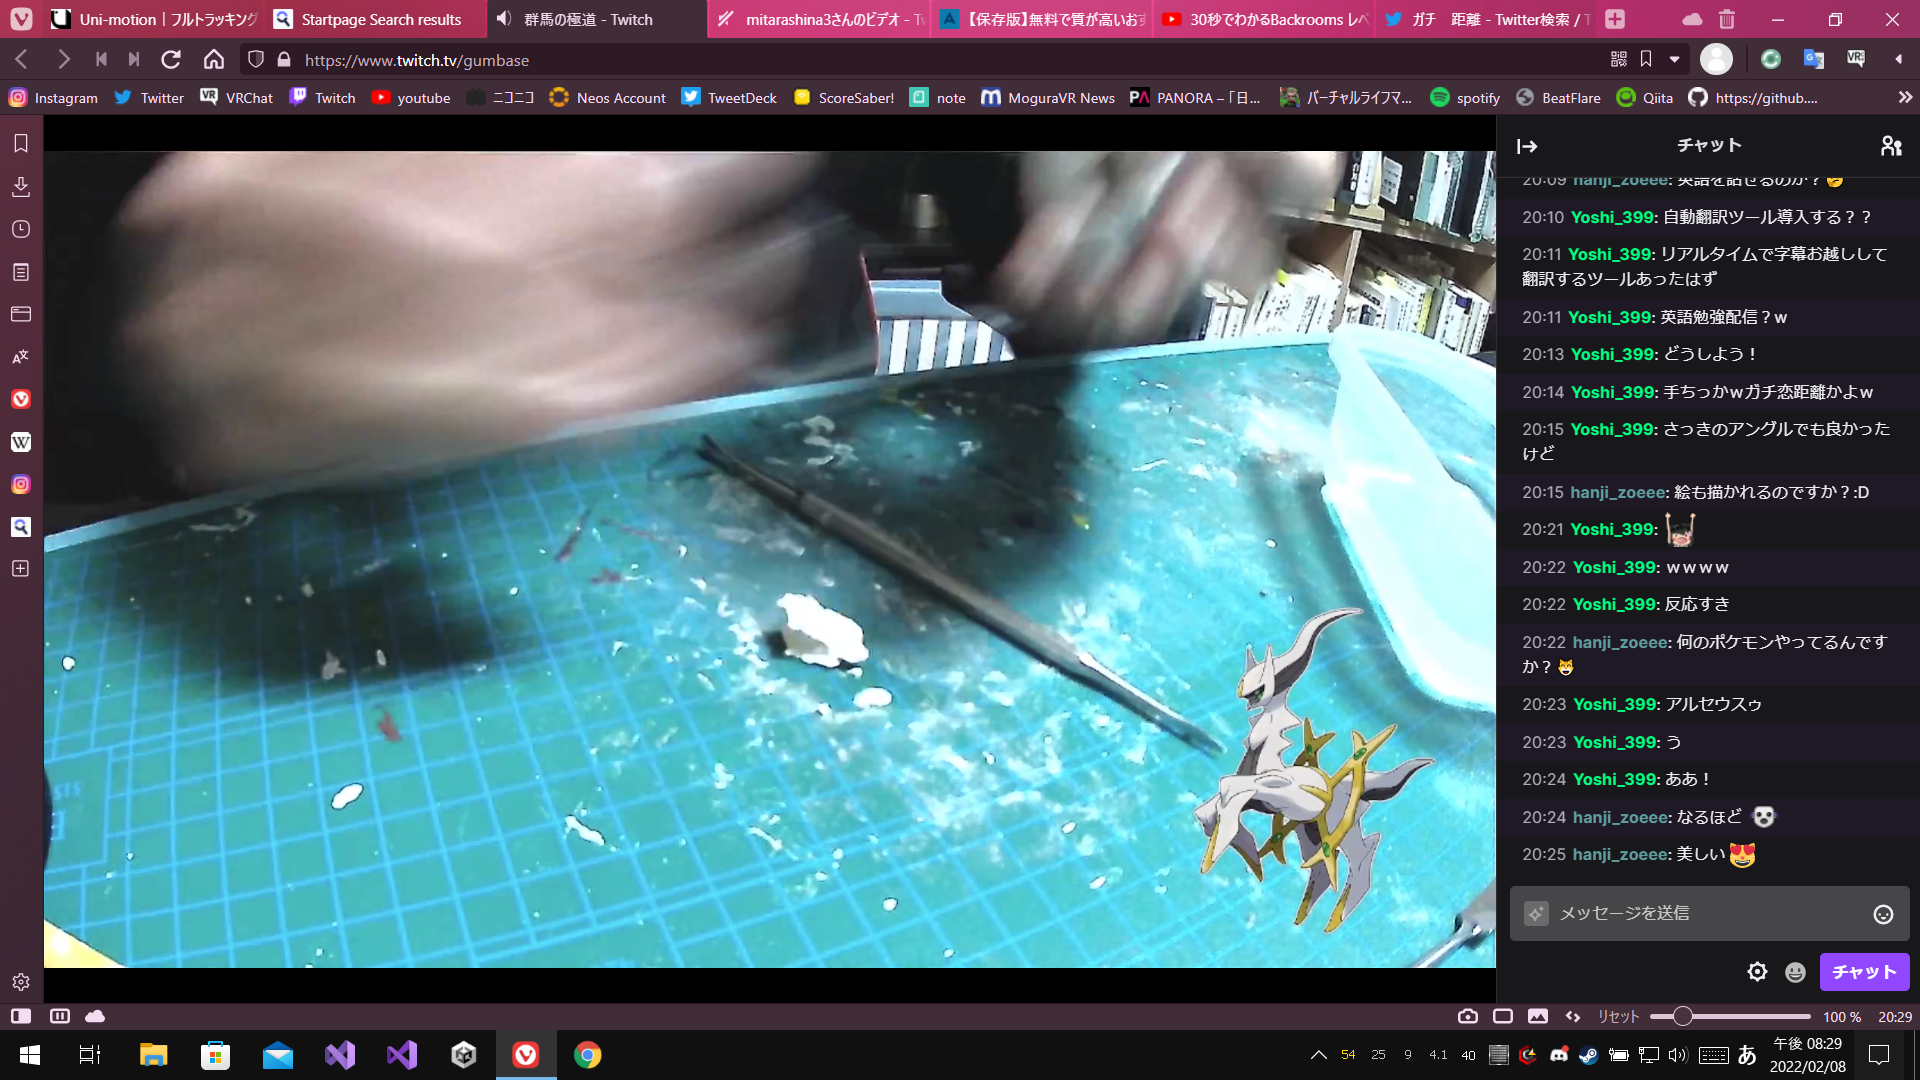 Uni-motion | フルトラッキング
Startpage Search results
群馬の極道 - Twitch
mitarashina3さんのビデオ - Tw
【保存版】無料で質が高いおす
30秒でわかるBackrooms レベ
ガチ　距離 - Twitter検索 / T
https://www.twitch.tv/gumbase
Instagram
Twitter
VRChat
Twitch
youtube
ニコニコ
Neos Account
TweetDeck
ScoreSaber!
note
MoguraVR News
PANORA – 「日...
バーチャルライフマ...
spotify
BeatFlare
Qiita
https://github....
チャット
20:09 hanji_zoeee: 英語を話せるのか？🤔
20:10 Yoshi_399: 自動翻訳ツール導入する？？
20:11 Yoshi_399: リアルタイムで字幕お越しして
翻訳するツールあったはず
20:11 Yoshi_399: 英語勉強配信？w
20:13 Yoshi_399: どうしよう！
20:14 Yoshi_399: 手ちっかｗガチ恋距離かよｗ
20:15 Yoshi_399: さっきのアングルでも良かった
けど
20:15 hanji_zoeee: 絵も描かれるのですか？:D
20:21 Yoshi_399:
20:22 Yoshi_399: ｗｗｗｗ
20:22 Yoshi_399: 反応すき
20:22 hanji_zoeee: 何のポケモンやってるんです
か？😸
20:23 Yoshi_399: アルセウスゥ
20:23 Yoshi_399: う
20:24 Yoshi_399: ああ！
20:24 hanji_zoeee: なるほど
20:25 hanji_zoeee: 美しい😻
メッセージを送信
チャット
リセット
100 %
20:29
54 25 9 4.1 40
あ
午後 08:29
2022/02/08